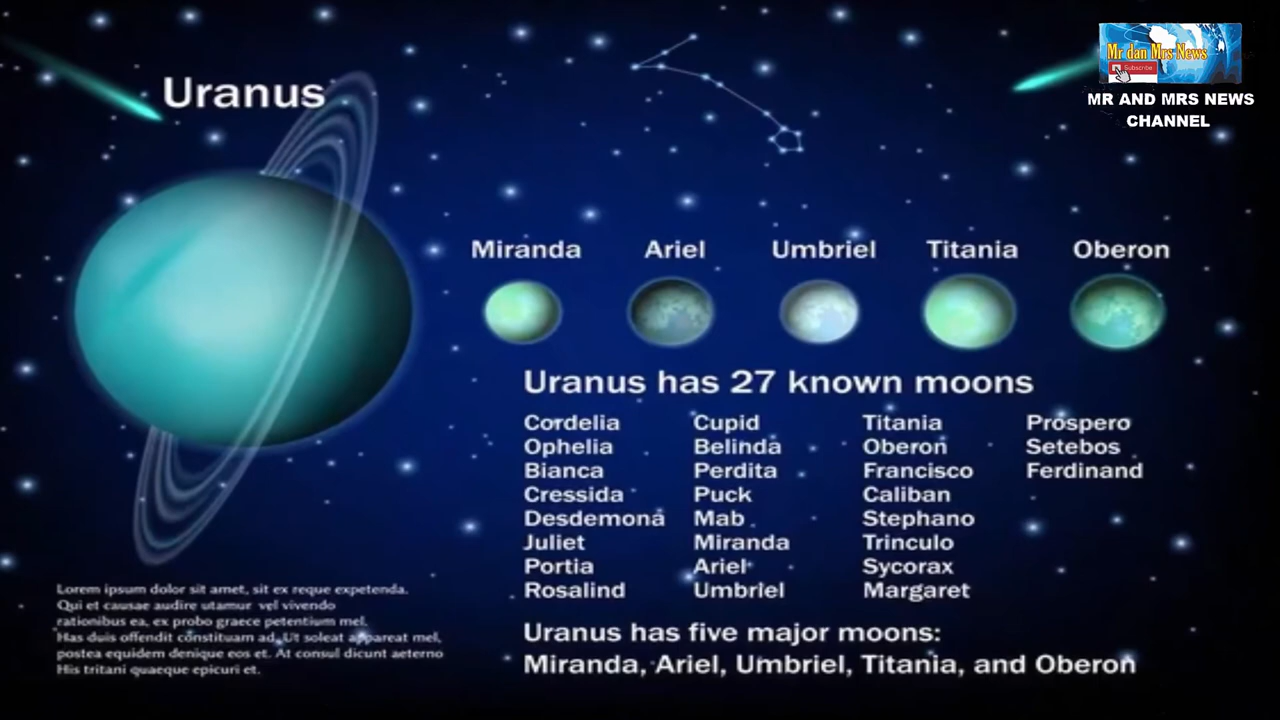 Mr dan Mrs News
Subscribe
MR AND MRS NEWS
CHANNEL
Uranus
Miranda Ariel Umbriel Titania Oberon
Uranus has 27 known moons
Cordelia Cupid Titania Prospero
Ophelia Belinda Oberon Setebos
Bianca Perdita Francisco Ferdinand
Cressida Puck Caliban
Desdemona Mab Stephano
Juliet Miranda Trinculo
Portia Ariel Sycorax
Rosalind Umbriel Margaret
Uranus has five major moons:
Miranda, Ariel, Umbriel, Titania, and Oberon
Lorem ipsum dolor sit amet, sit ex reque expetenda.
Qui et causae audire utamur vel vivendo
rationibus ea, ex probo graece petentium mel.
Has duis offendit constituam ad. Ut soleat appareat mel,
postea equidem denique eos et. At consul dicunt aeterno
His tritani quaeque epicuri et.